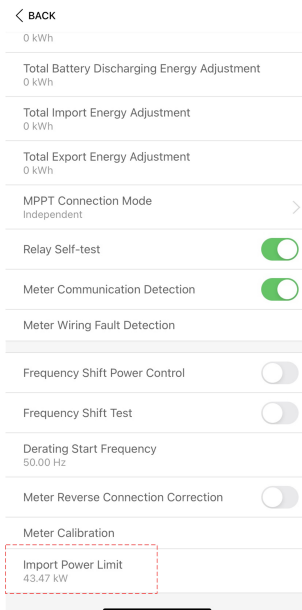 BACK
0 kWh
Total Battery Discharging Energy Adjustment
0 kWh
Total Import Energy Adjustment
0 kWh
Total Export Energy Adjustment
0 kWh
MPPT Connection Mode
Independent
Relay Self-test
Meter Communication Detection
Meter Wiring Fault Detection
Frequency Shift Power Control
Frequency Shift Test
Derating Start Frequency
50.00 Hz
Meter Reverse Connection Correction
Meter Calibration
Import Power Limit
43.47 kW